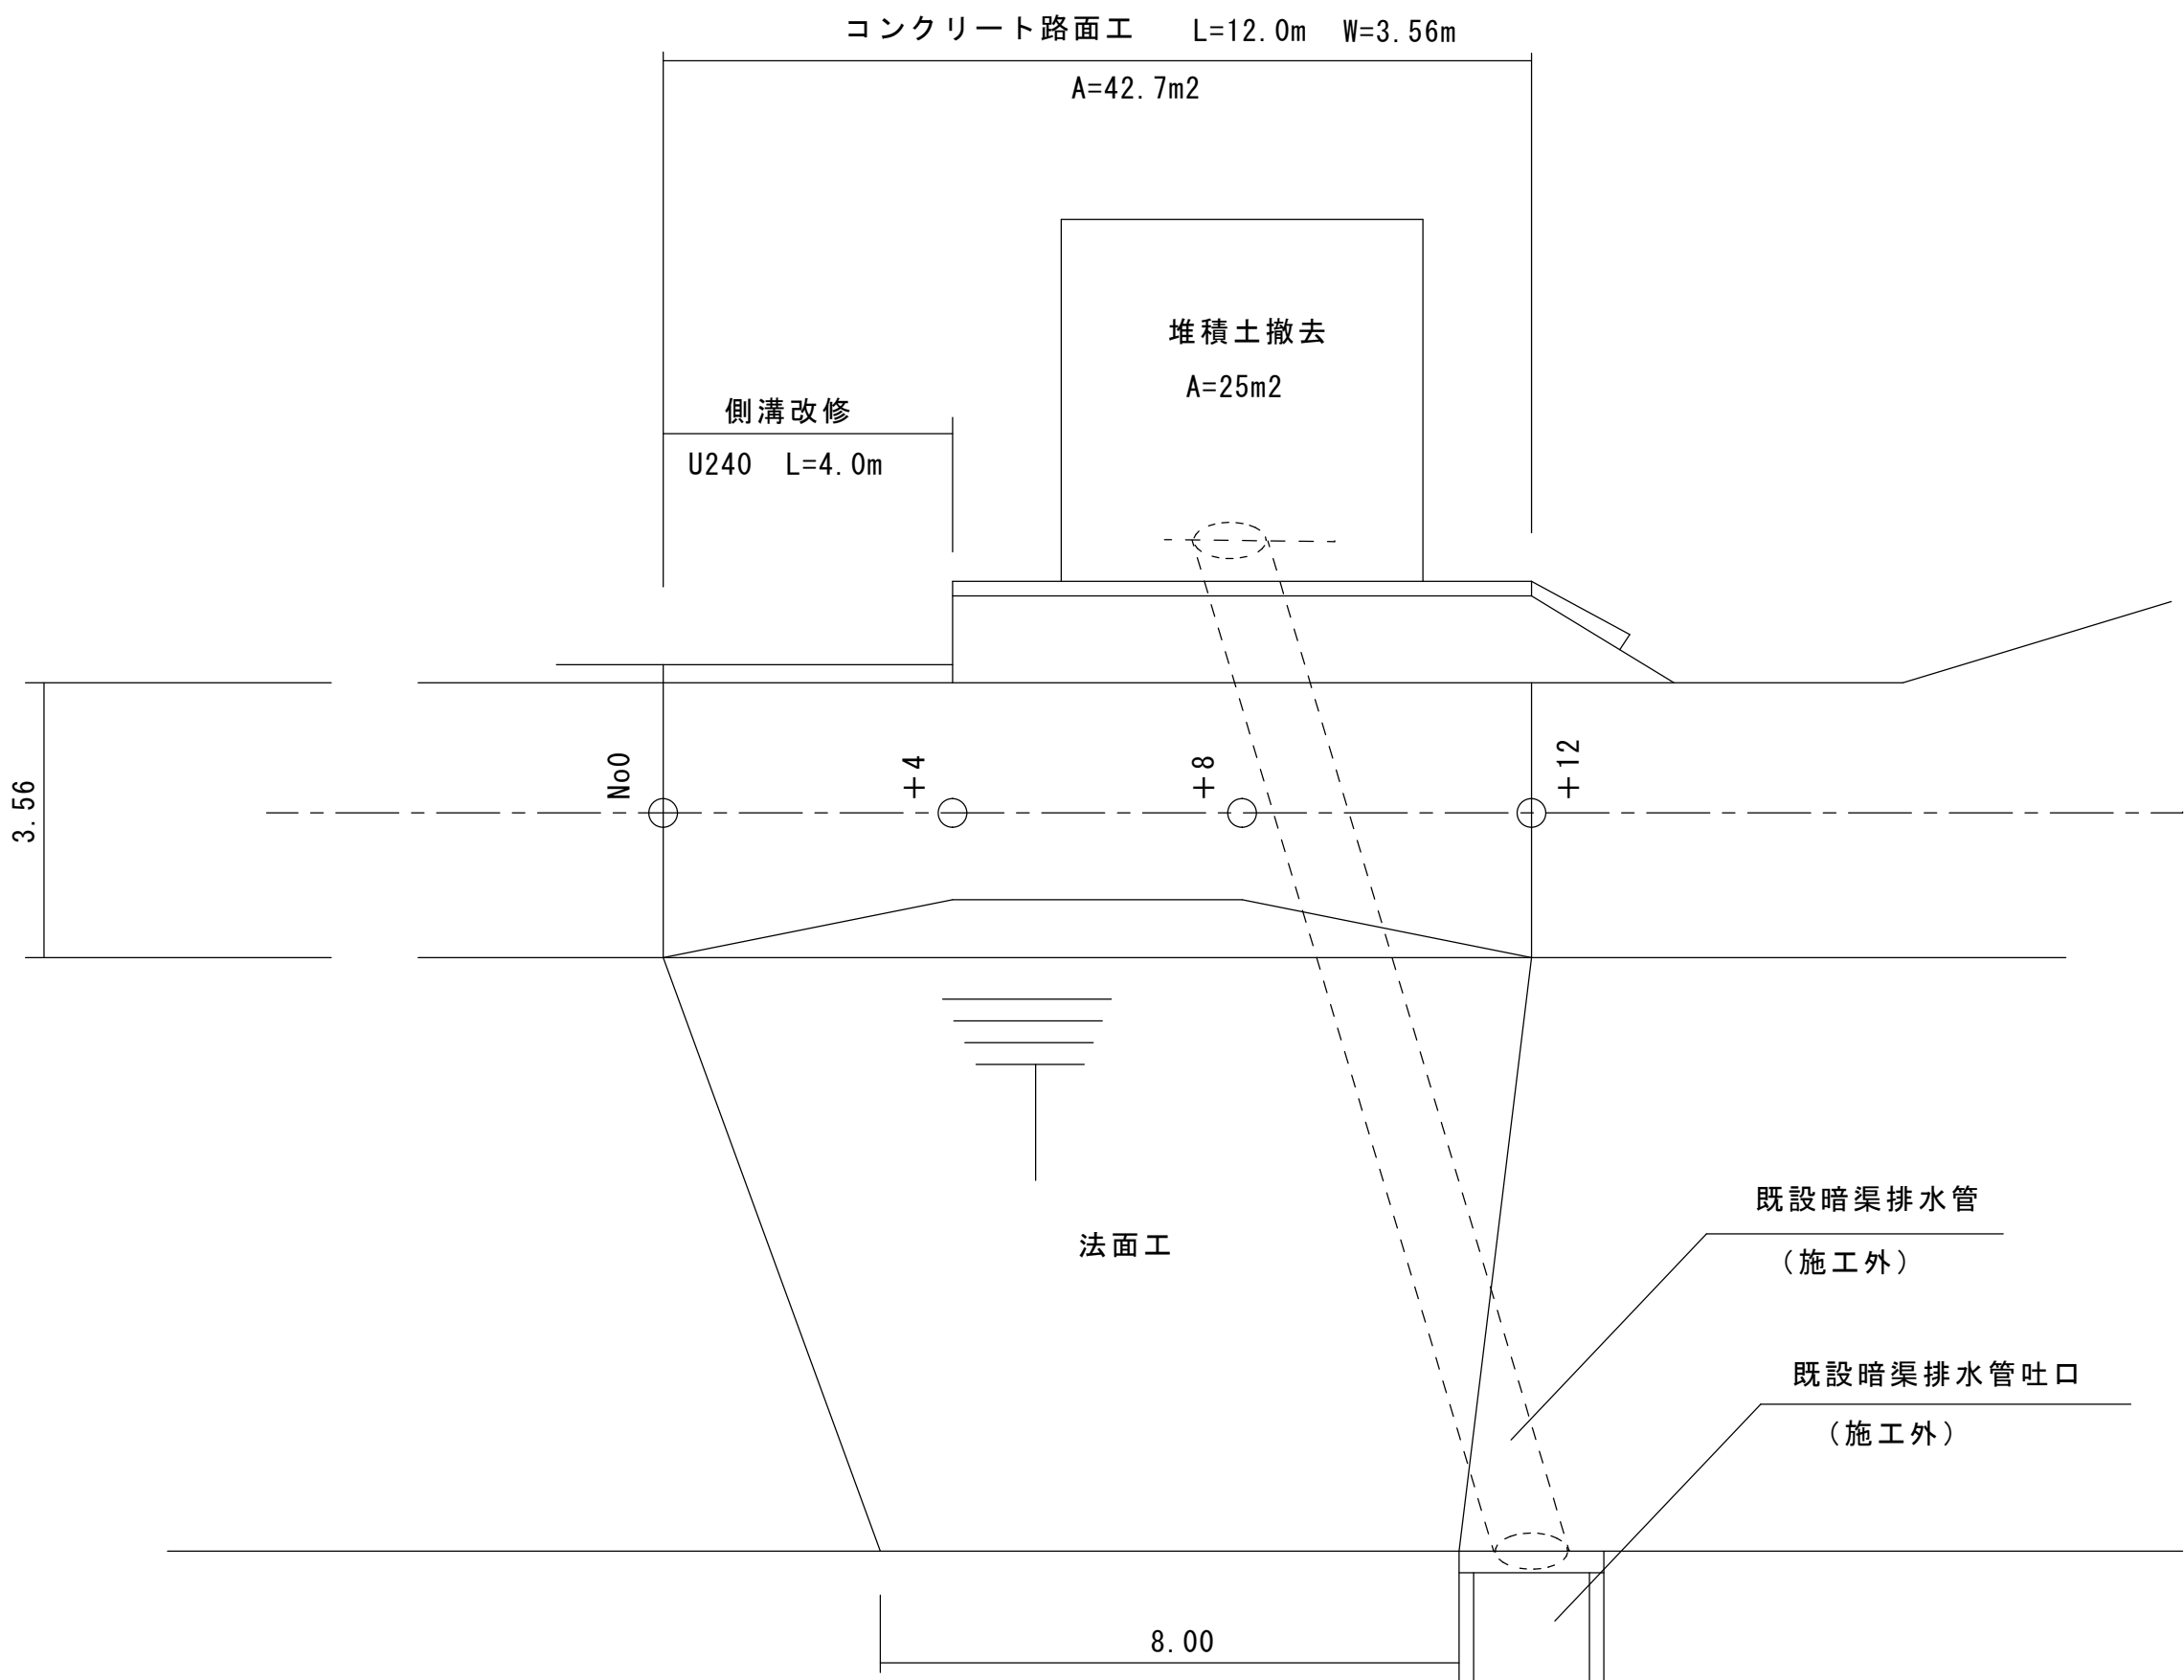 コンクリート路面工 L=12.0m W=3.56m
A=42.7m2
堆積土撤去
A=25m2
側溝改修
U240 L=4.0m
No0
+4
+8
+12
3.56
法面工
既設暗渠排水管
(施工外)
既設暗渠排水管吐口
(施工外)
8.00